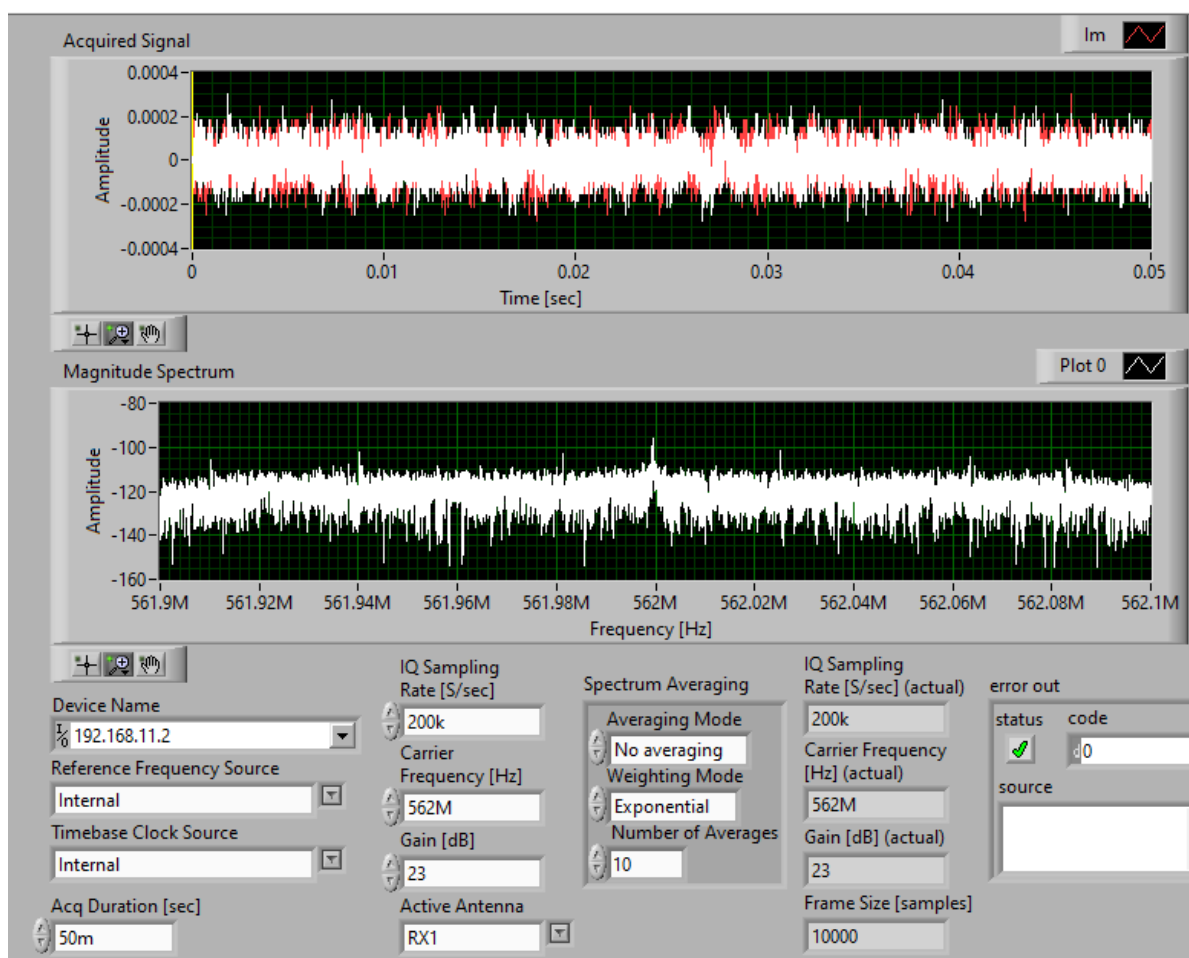 Acquired Signal
Im
0.0004
0.0002
0
-0.0002
-0.0004
Amplitude
0
0.01
0.02
0.03
0.04
0.05
Time [sec]
Magnitude Spectrum
Plot 0
-80
-100
-120
-140
-160
Amplitude
561.9M
561.92M
561.94M
561.96M
561.98M
562M
562.02M
562.04M
562.06M
562.08M
562.1M
Frequency [Hz]
Device Name
I/0 192.168.11.2
Reference Frequency Source
Internal
Timebase Clock Source
Internal
Acq Duration [sec]
50m
IQ Sampling
Rate [S/sec]
200k
Carrier
Frequency [Hz]
562M
Gain [dB]
23
Active Antenna
RX1
Spectrum Averaging
Averaging Mode
No averaging
Weighting Mode
Exponential
Number of Averages
10
IQ Sampling
Rate [S/sec] (actual)
200k
Carrier Frequency
[Hz] (actual)
562M
Gain [dB] (actual)
23
Frame Size [samples]
10000
error out
status
code
d0
source